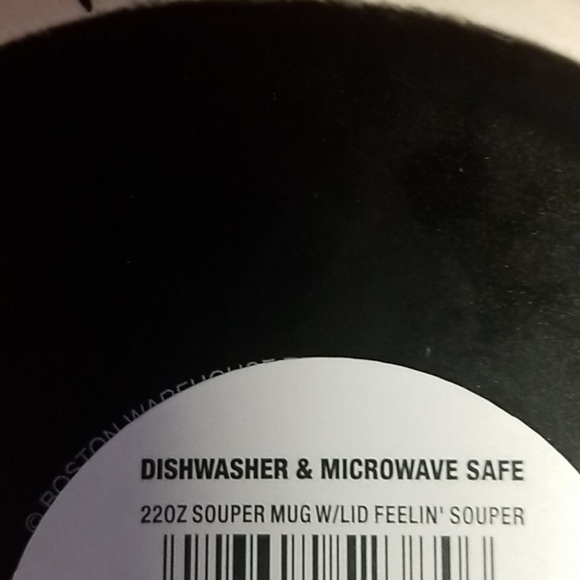 © BOSTON WAREHOUSE
DISHWASHER & MICROWAVE SAFE
22OZ SOUPER MUG W/LID FEELIN' SOUPER